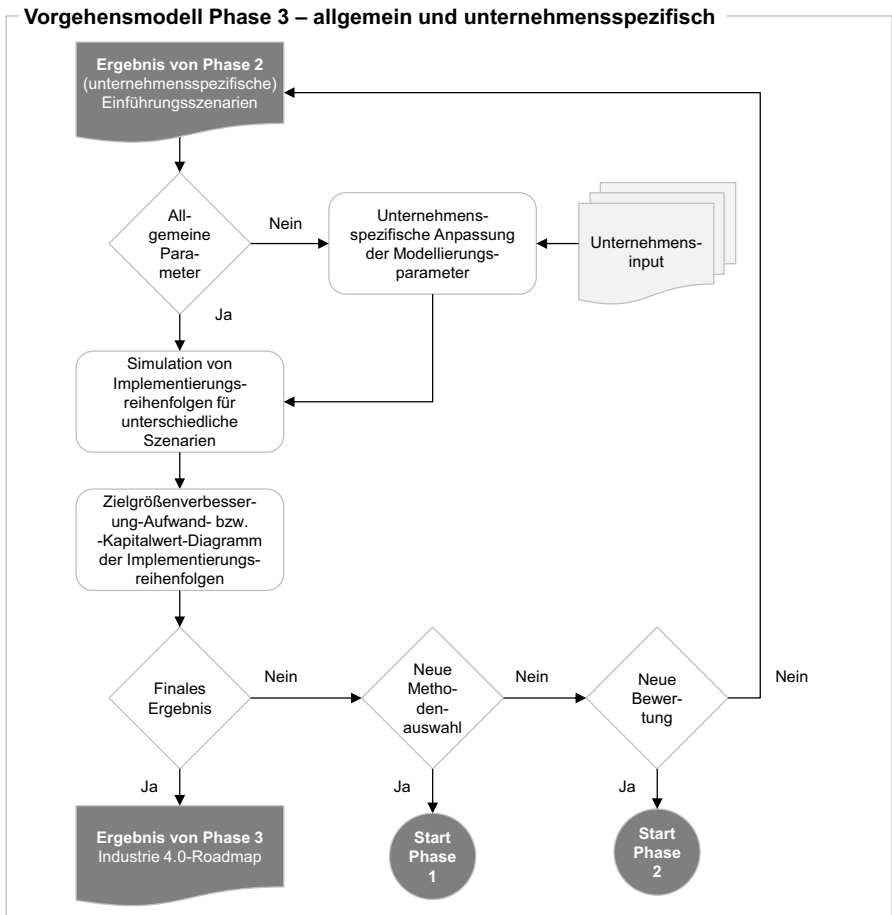 Vorgehensmodell Phase 3 – allgemein und unternehmensspezifisch
Ergebnis von Phase 2
(unternehmensspezifische)
Einführungsszenarien
All-
gemeine
Para-
meter
Nein
Unternehmens-
spezifische Anpassung
der Modellierungs-
parameter
Unternehmens-
input
Ja
Simulation von
Implementierungs-
reihenfolgen für
unterschiedliche
Szenarien
Zielgrößenverbesser-
ung-Aufwand- bzw.
-Kapitalwert-Diagramm
der Implementierungs-
reihenfolgen
Finales
Ergebnis
Nein
Neue
Metho-
den-
auswahl
Nein
Neue
Bewer-
tung
Nein
Ja
Ja
Ja
Ergebnis von Phase 3
Industrie 4.0-Roadmap
Start
Phase
1
Start
Phase
2